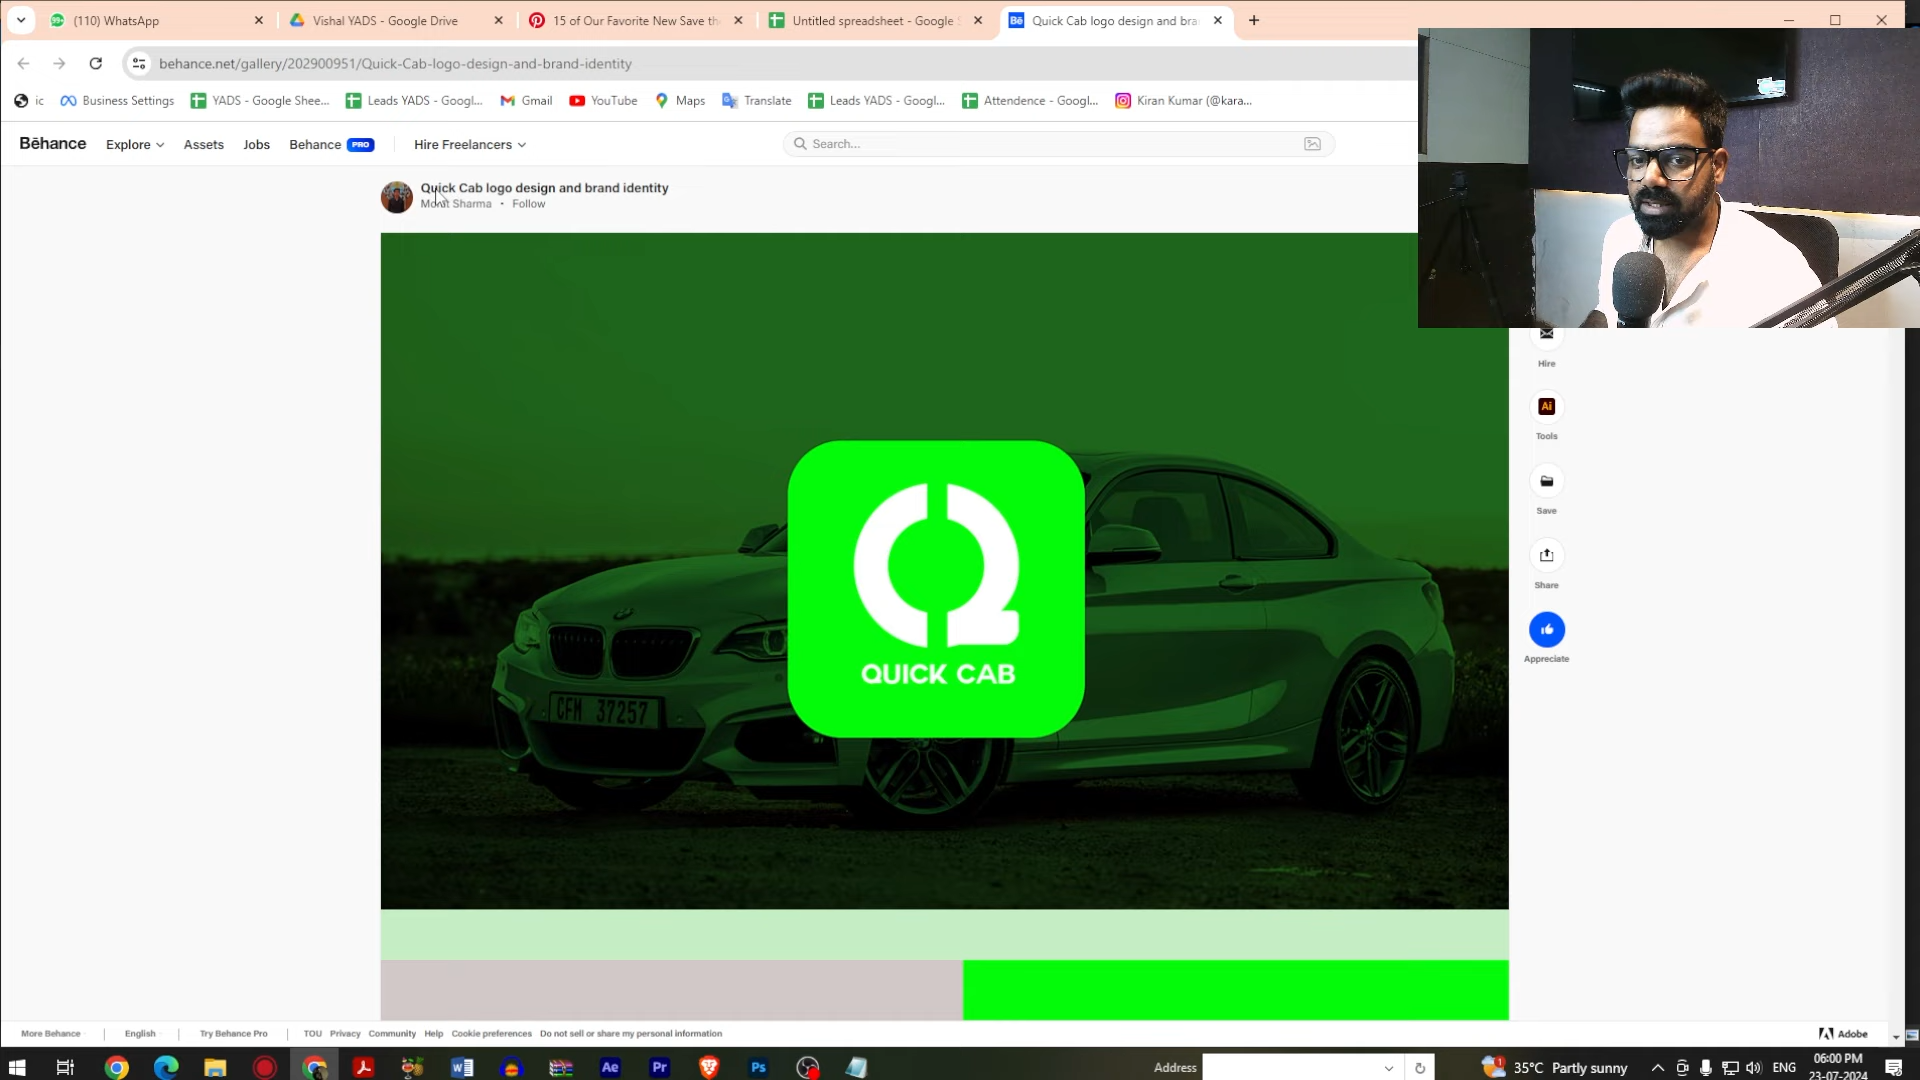 (110) WhatsApp
Vishal YADS - Google Drive
15 of Our Favorite New Save th
Untitled spreadsheet - Google S
Quick Cab logo design and bra
behance.net/gallery/202900951/Quick-Cab-logo-design-and-brand-identity
ic
Business Settings
YADS - Google Shee...
Leads YADS - Googl...
Gmail
YouTube
Maps
Translate
Leads YADS - Googl...
Attendence - Googl...
Kiran Kumar (@kara...
Bēhance
Explore
Assets
Jobs
Behance PRO
Hire Freelancers
Search...
Quick Cab logo design and brand identity
Sharma • Follow
QUICK CAB
CFM 37257
Hire
Ai
Tools
Save
Share
Appreciate
More Behance
English
Try Behance Pro
TOU
Privacy
Community
Help
Cookie preferences
Do not sell or share my personal information
Adobe
Ae
Pr
Ps
Address
35°C Partly sunny
ENG
06:00 PM
23-07-2024